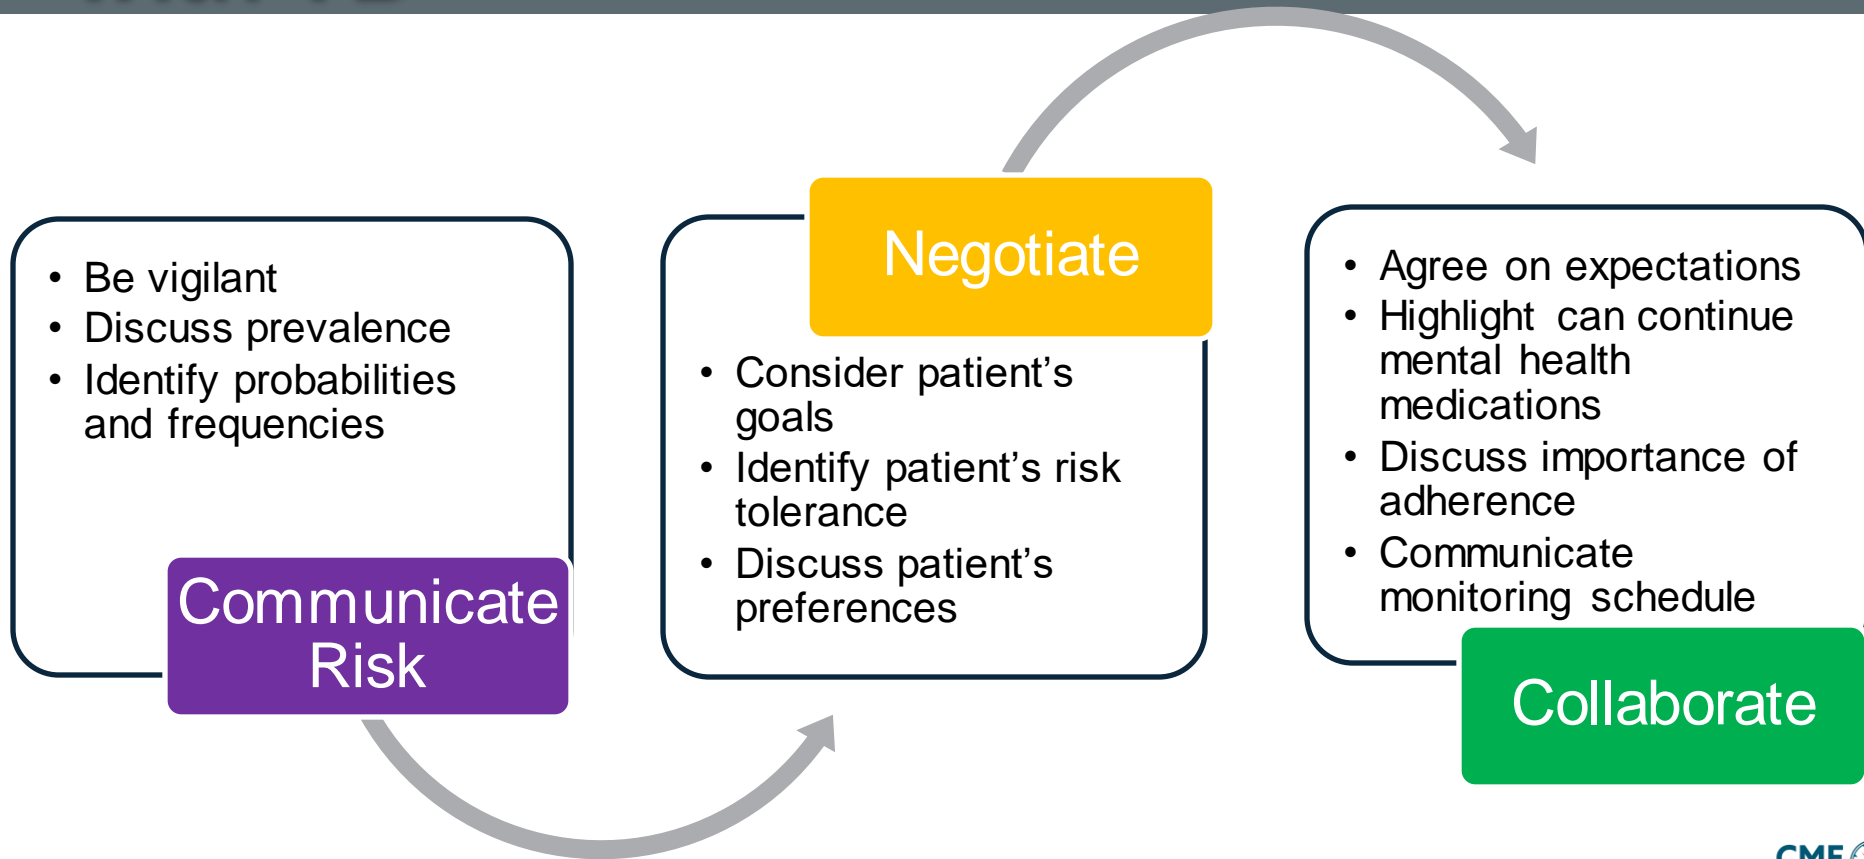 • Be vigilant
• Discuss prevalence
• Identify probabilities
and frequencies
Communicate
Risk
Negotiate
• Consider patient’s
goals
• Identify patient’s risk
tolerance
• Discuss patient’s
preferences
• Agree on expectations
• Highlight can continue
mental health
medications
• Discuss importance of
adherence
• Communicate
monitoring schedule
Collaborate
CME